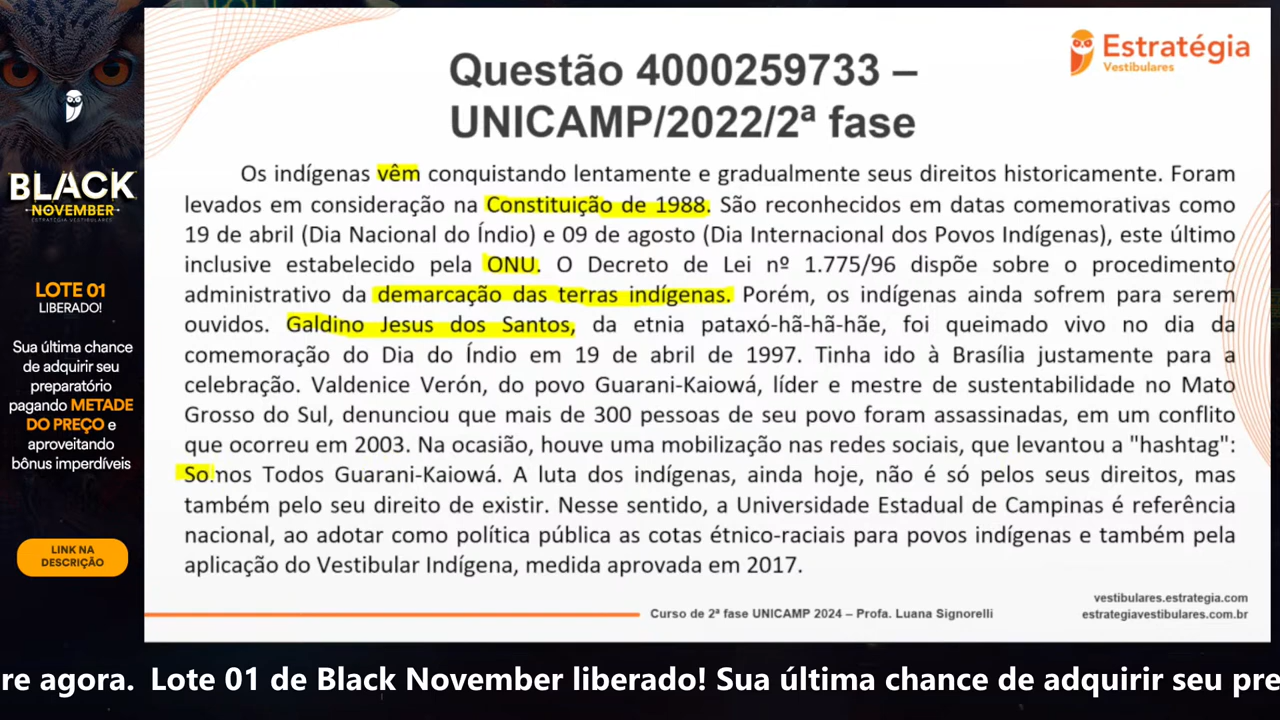 Estratégia
Vestibulares
Questão 4000259733 –
UNICAMP/2022/2ª fase
Os indígenas vêm conquistando lentamente e gradualmente seus direitos historicamente. Foram
levados em consideração na Constituição de 1988. São reconhecidos em datas comemorativas como
19 de abril (Dia Nacional do Índio) e 09 de agosto (Dia Internacional dos Povos Indígenas), este último
inclusive estabelecido pela ONU. O Decreto de Lei nº 1.775/96 dispõe sobre o procedimento
administrativo da demarcação das terras indígenas. Porém, os indígenas ainda sofrem para serem
ouvidos. Galdino Jesus dos Santos, da etnia pataxó-hã-hã-hãe, foi queimado vivo no dia da
comemoração do Dia do Índio em 19 de abril de 1997. Tinha ido à Brasília justamente para a
celebração. Valdenice Verón, do povo Guarani-Kaiowá, líder e mestre de sustentabilidade no Mato
Grosso do Sul, denunciou que mais de 300 pessoas de seu povo foram assassinadas, em um conflito
que ocorreu em 2003. Na ocasião, houve uma mobilização nas redes sociais, que levantou a "hashtag":
Somos Todos Guarani-Kaiowá. A luta dos indígenas, ainda hoje, não é só pelos seus direitos, mas
também pelo seu direito de existir. Nesse sentido, a Universidade Estadual de Campinas é referência
nacional, ao adotar como política pública as cotas étnico-raciais para povos indígenas e também pela
aplicação do Vestibular Indígena, medida aprovada em 2017.
Curso de 2ª fase UNICAMP 2024 – Profa. Luana Signorelli
vestibulares.estrategia.com
estrategiavestibulares.com.br
BLACK
NOVEMBER
ESTRATÉGIA VESTIBULARES
LOTE 01
LIBERADO!
Sua última chance
de adquirir seu
preparatório
pagando METADE
DO PREÇO e
aproveitando
bônus imperdíveis
LINK NA
DESCRIÇÃO
re agora. Lote 01 de Black November liberado! Sua última chance de adquirir seu pre